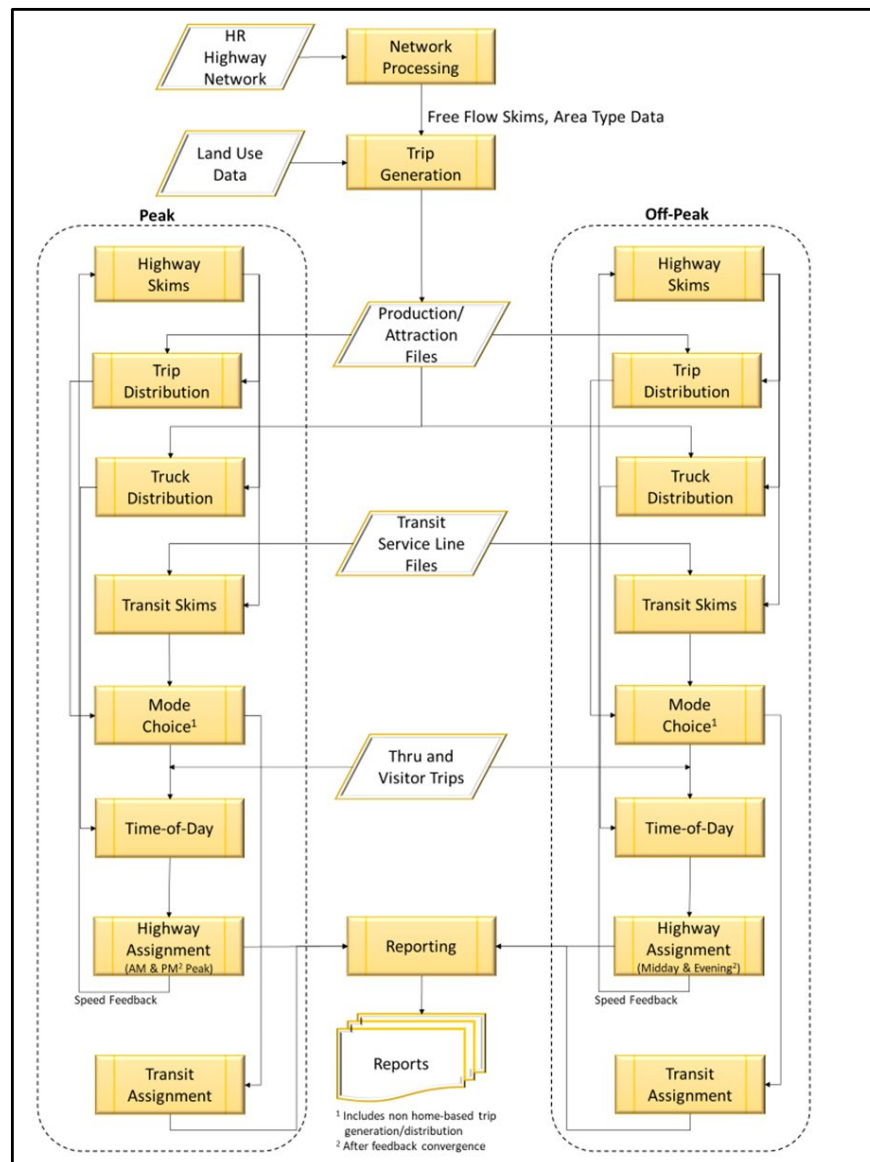 HR
Highway
Network
Network
Processing
Free Flow Skims, Area Type Data
Land Use
Data
Trip
Generation
Peak
Off-Peak
Highway
Skims
Highway
Skims
Production/
Attraction
Files
Trip
Distribution
Trip
Distribution
Truck
Distribution
Truck
Distribution
Transit
Service Line
Files
Transit Skims
Transit Skims
Mode
Choice¹
Mode
Choice¹
Thru and
Visitor Trips
Time-of-Day
Time-of-Day
Highway
Assignment
(AM & PM² Peak)
Reporting
Highway
Assignment
(Midday & Evening²)
Speed Feedback
Speed Feedback
Reports
Transit
Assignment
Transit
Assignment
¹ Includes non home-based trip
generation/distribution
² After feedback convergence